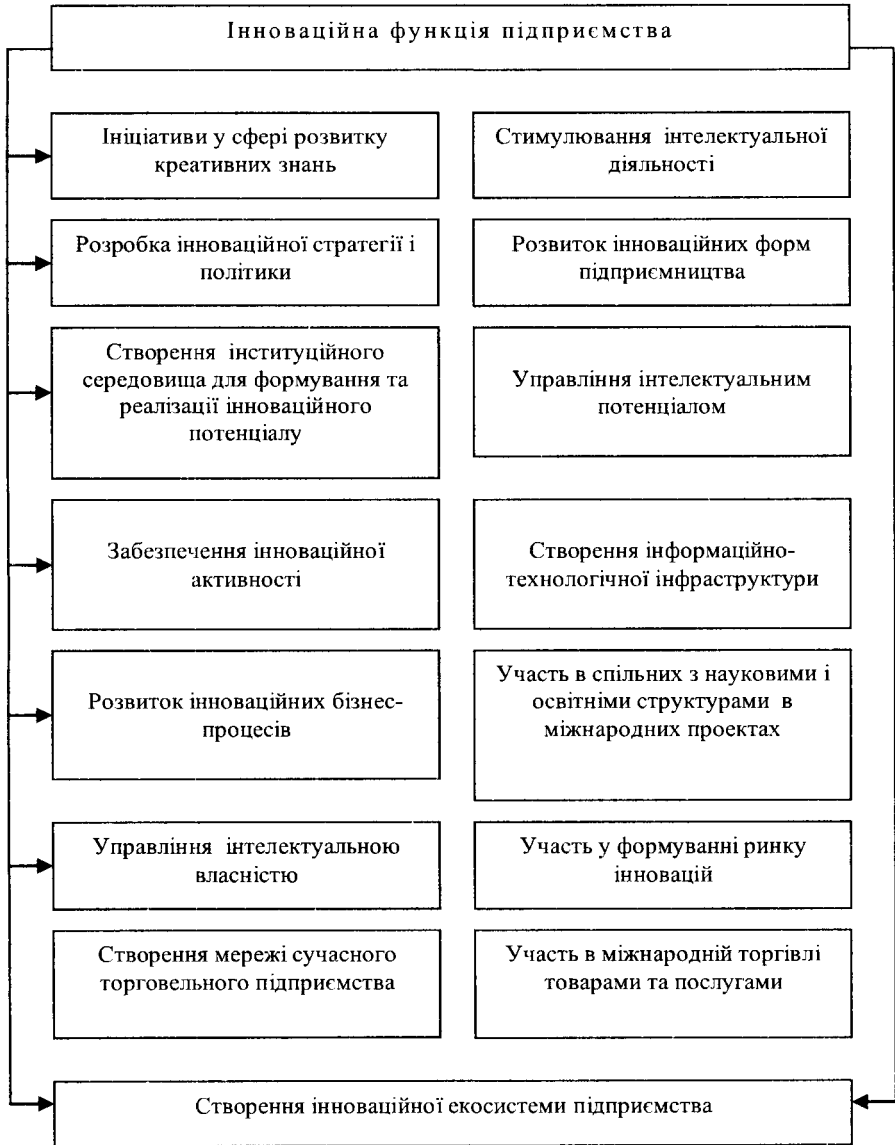 Інноваційна функція підприємства
Ініціативи у сфері розвитку
креативних знань
Стимулювання інтелектуальної
діяльності
Розробка інноваційної стратегії і
політики
Розвиток інноваційних форм
підприємництва
Створення інституційного
середовища для формування та
реалізації інноваційного
потенціалу
Управління інтелектуальним
потенціалом
Забезпечення інноваційної
активності
Створення інформаційно-
технологічної інфраструктури
Розвиток інноваційних бізнес-
процесів
Участь в спільних з науковими і
освітніми структурами в
міжнародних проектах
Управління інтелектуальною
власністю
Участь у формуванні ринку
інновацій
Створення мережі сучасного
торговельного підприємства
Участь в міжнародній торгівлі
товарами та послугами
Створення інноваційної екосистеми підприємства